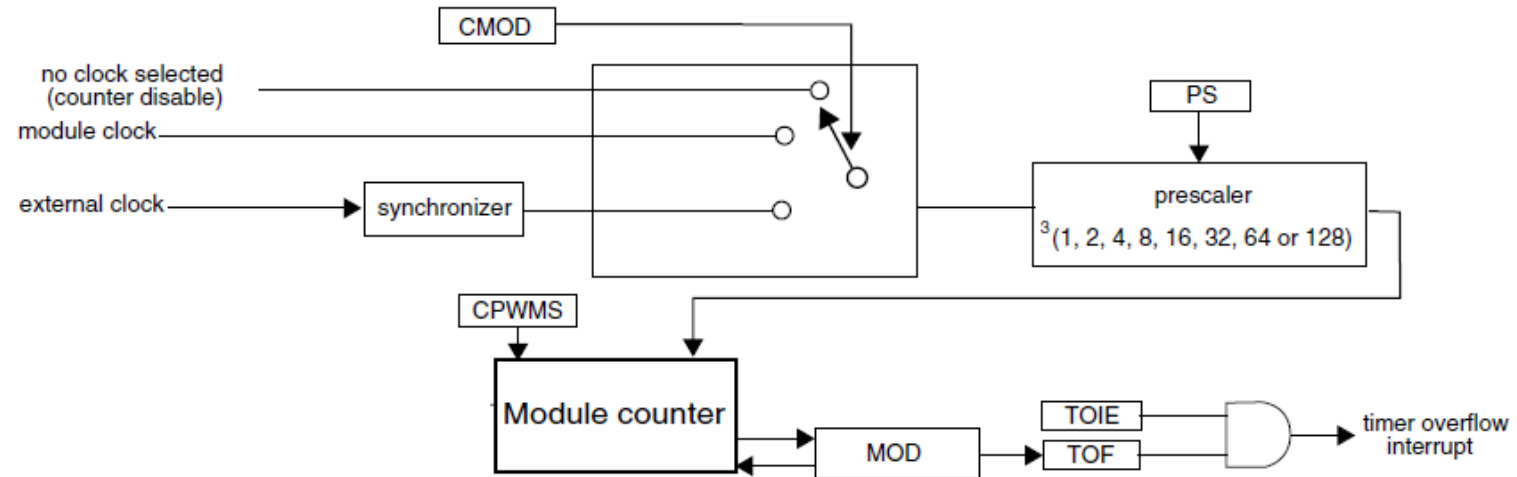 CMOD
no clock selected
(counter disable)
module clock
external clock
synchronizer
PS
prescaler
3(1, 2, 4, 8, 16, 32, 64 or 128)
CPWMS
Module counter
MOD
TOIE
TOF
timer overflow
interrupt